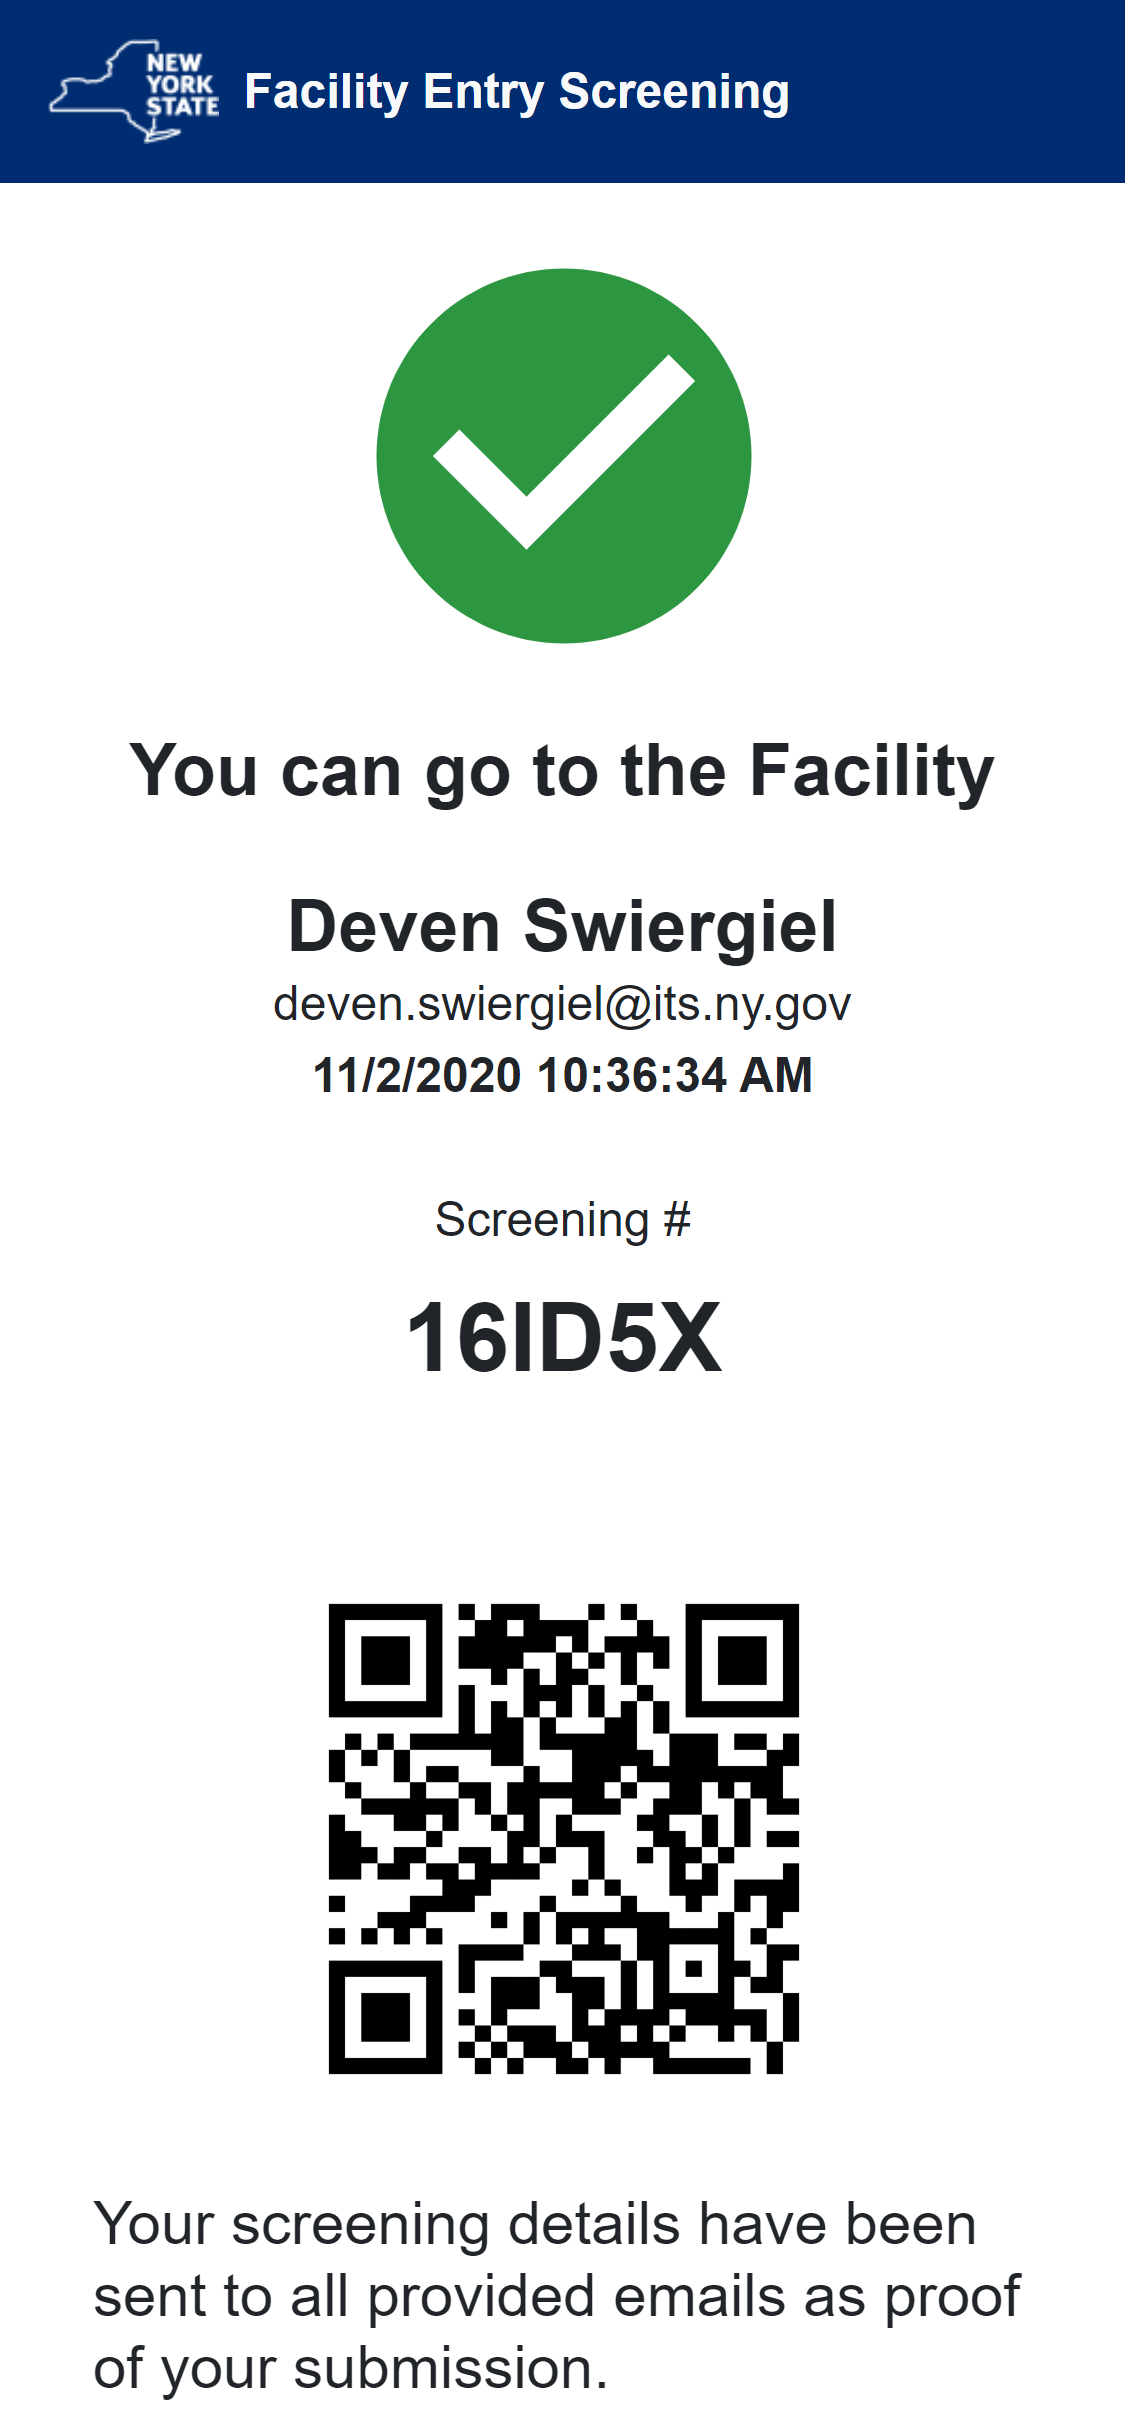 NEW
YORK
STATE
Facility Entry Screening
You can go to the Facility
Deven Swiergiel
deven.swiergiel@its.ny.gov
11/2/2020 10:36:34 AM
Screening #
16ID5X
Your screening details have been
sent to all provided emails as proof
of your submission.